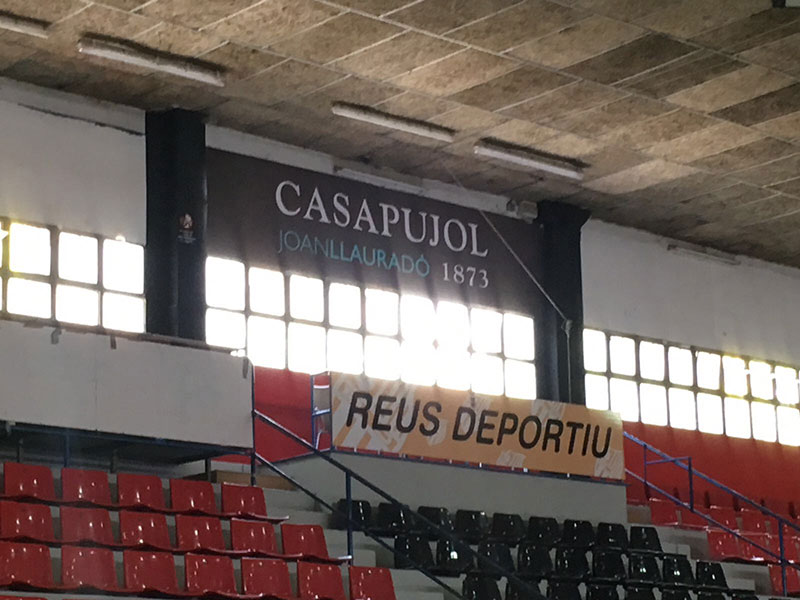 CASAPUJOL
JOANLLAURADÓ 1873
REUS DEPORTIU